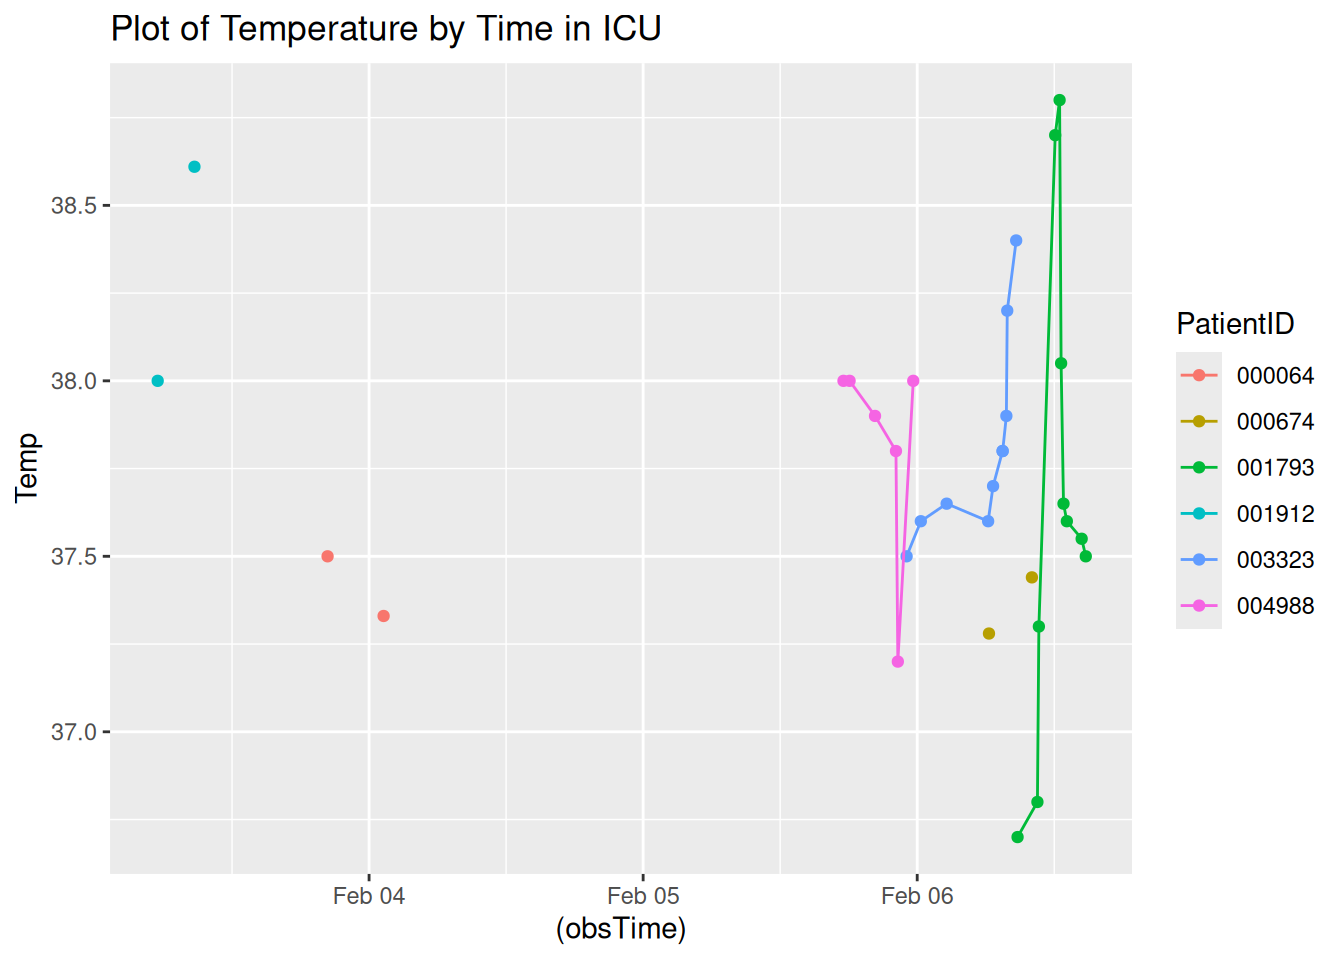 Plot of Temperature by Time in ICU
38.5
38.0
37.5
37.0
Temp
Feb 04
Feb 05
Feb 06
(obsTime)
PatientID
000064
000674
001793
001912
003323
004988